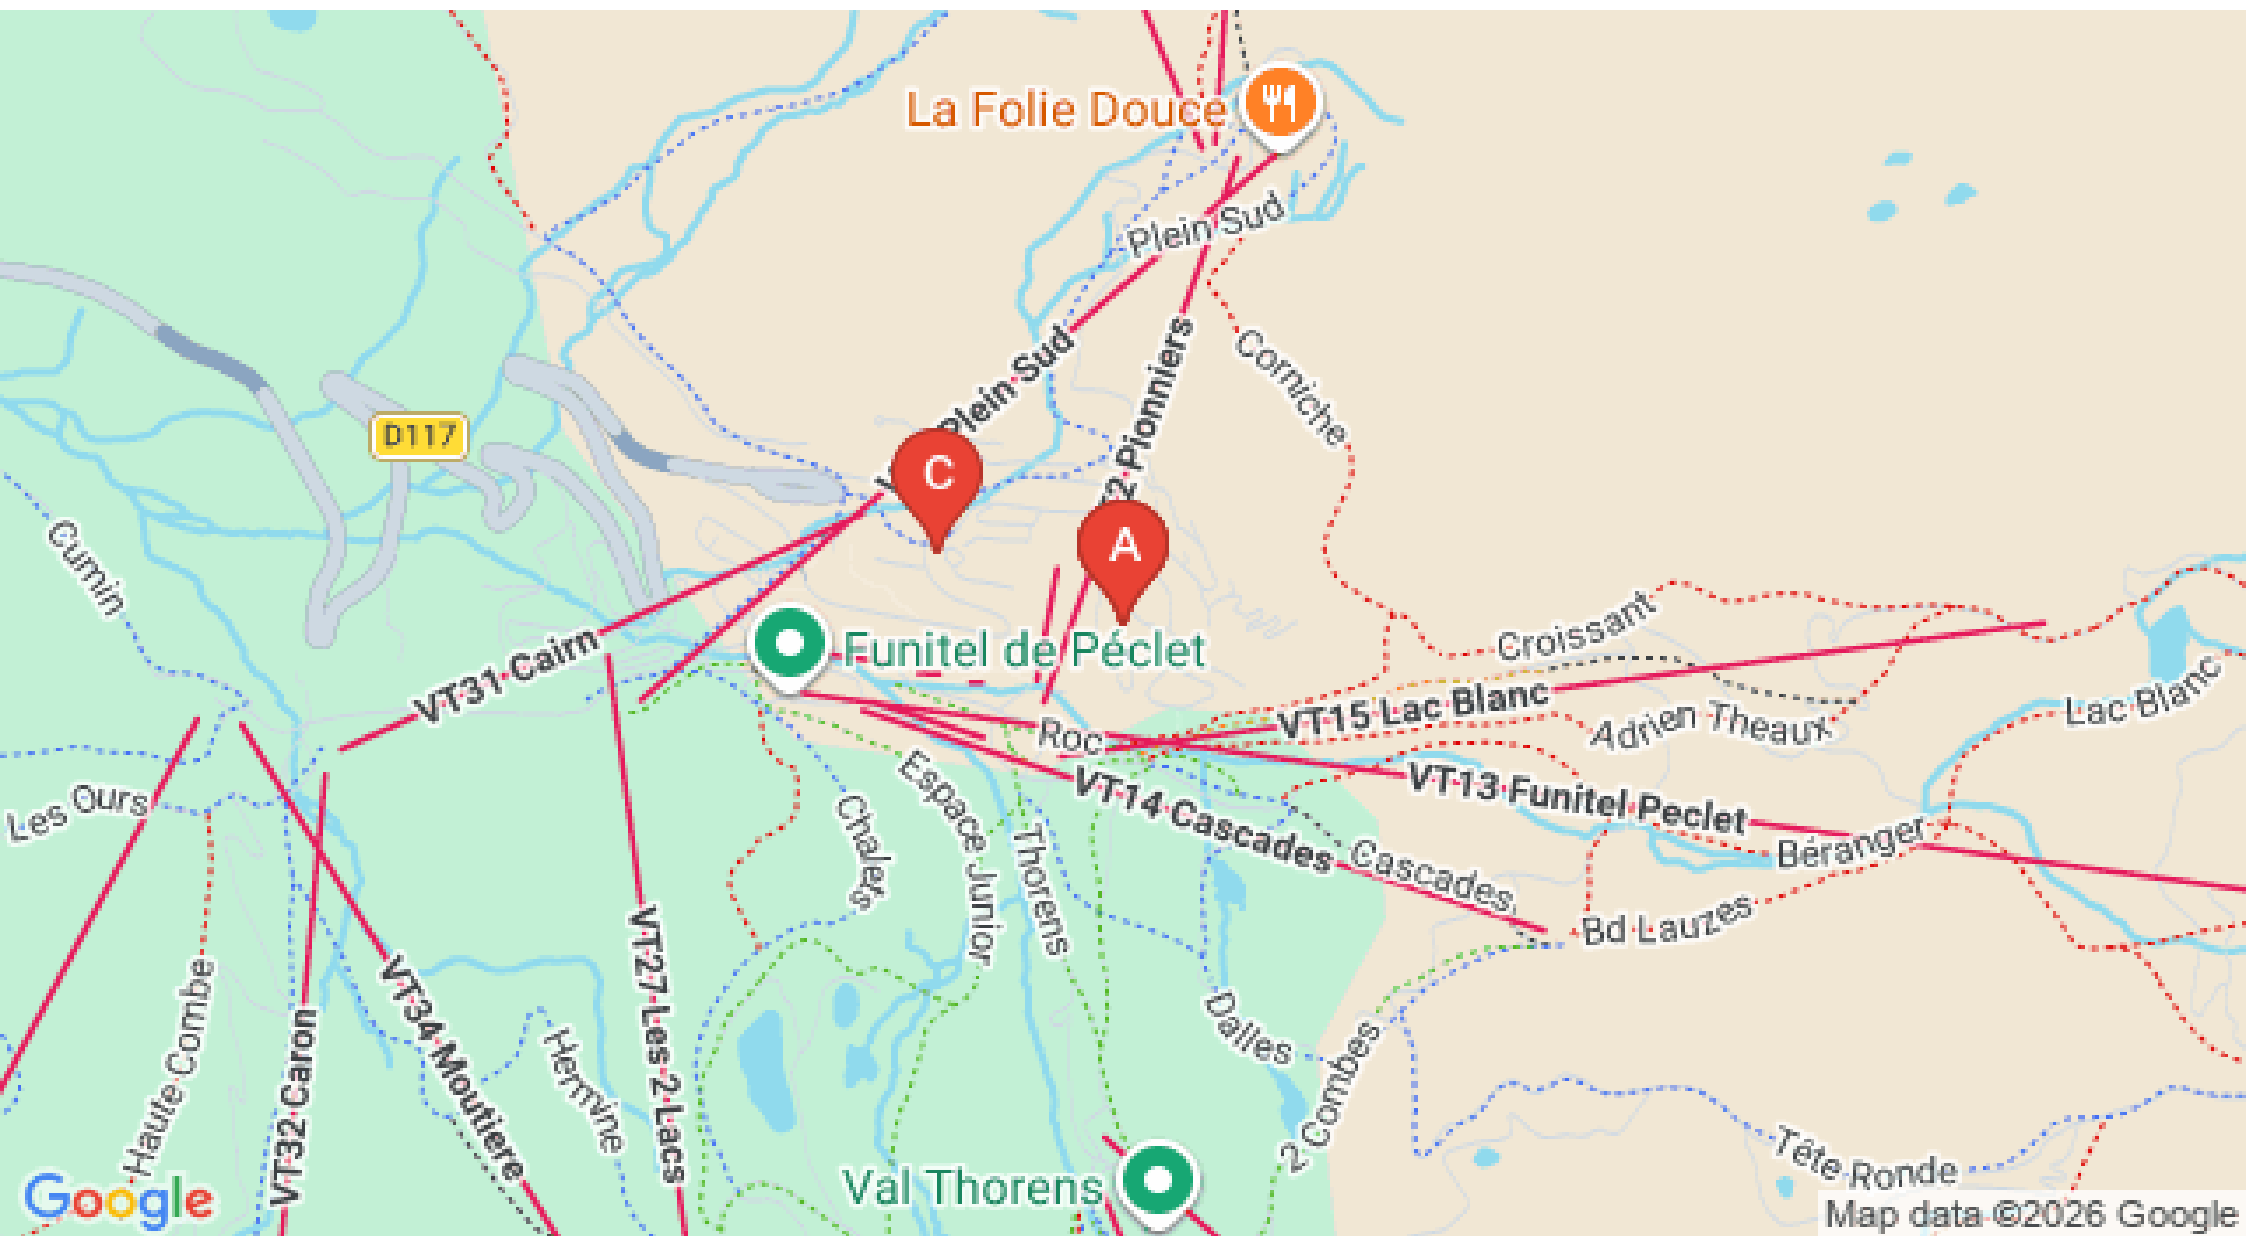 La Folie Douce
Plein Sud
Plein Sud
Corniche
2 Pionniers
D117
C
A
Cumin
Funitel de Péclet
Croissant
VT31 Cairn
VT15 Lac Blanc
Adrien Theaux
Lac Blanc
Roc
Les Ours
VT13 Funitel Peclet
VT14 Cascades
Cascades
Béranger
Bd Lauzes
Espace Junior
Chalets
Thorens
VT27 Les 2 Lacs
VT34 Moutiere
VT32 Caron
Haute Combe
Hermine
Dalles
2 Combes
Tête Ronde
Val Thorens
Google
Map data ©2026 Google